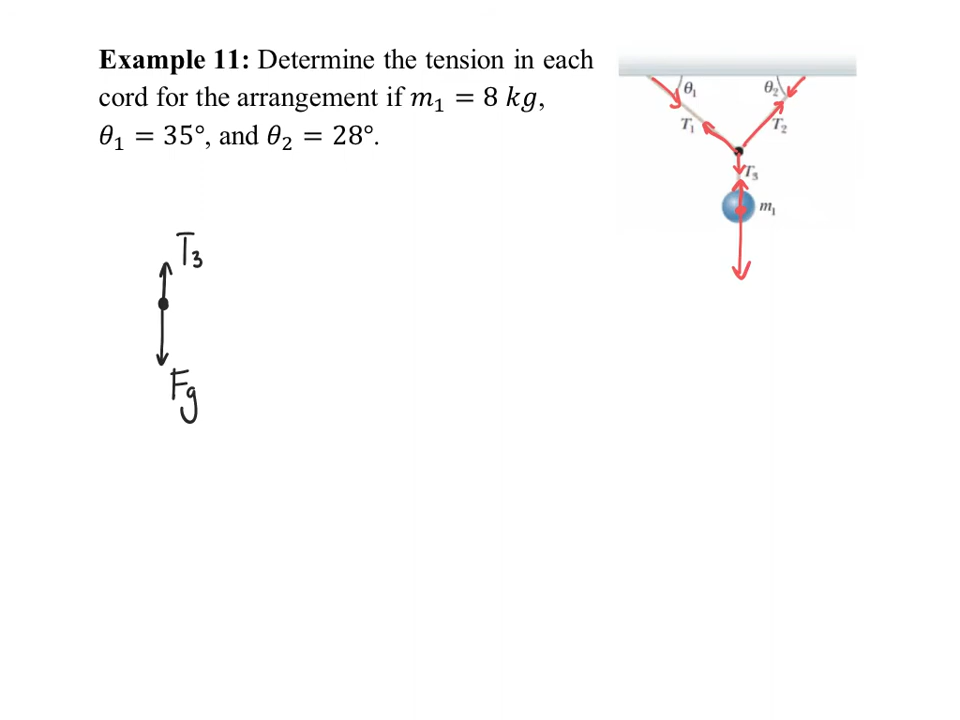 Example 11: Determine the tension in each
cord for the arrangement if m₁ = 8 kg,
θ₁ = 35°, and θ₂ = 28°.
θ₁
θ₂
T₁
T₂
T₃
m₁
T₃
Fg